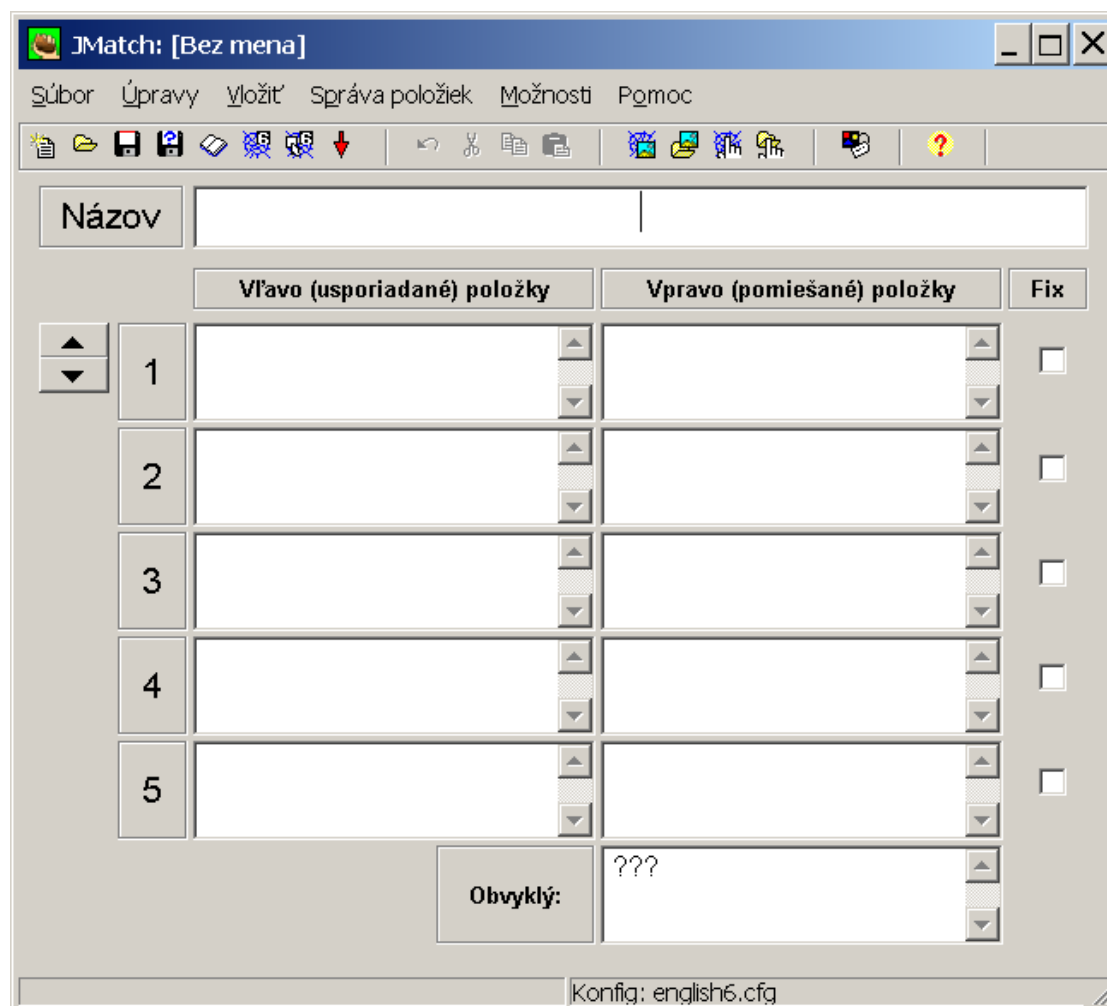 JMatch: [Bez mena]
Súbor Úpravy Vložiť Správa položiek Možnosti Pomoc
Názov
Vľavo (usporiadané) položky Vpravo (pomiešané) položky Fix
1
2
3
4
5
Obvyklý: ???
Konfig: english6.cfg